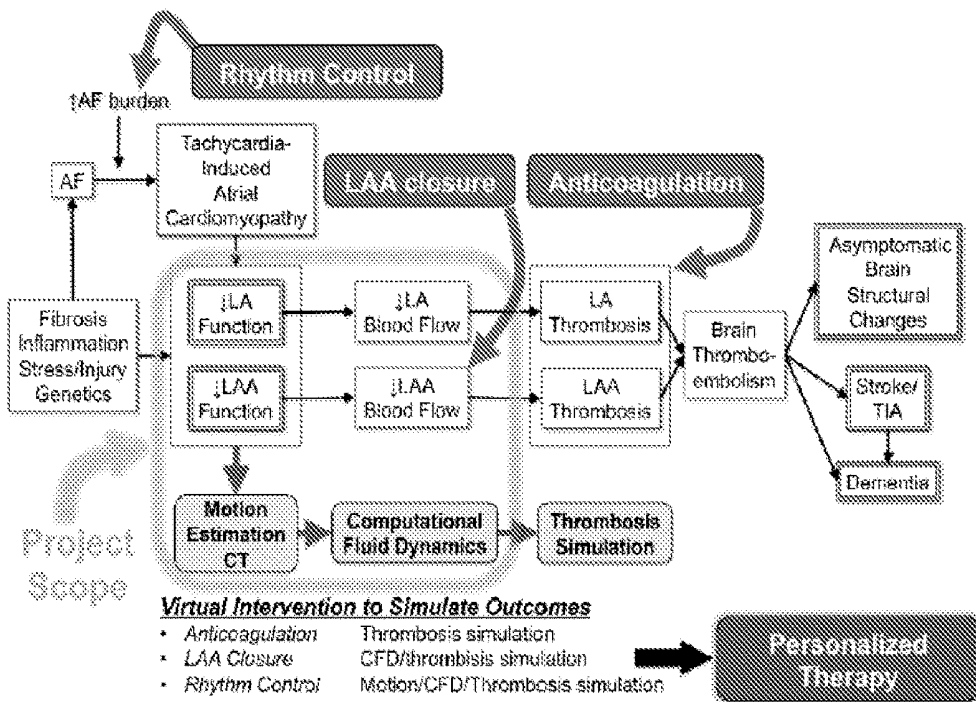 Rhythm Control
↑AF burden
Tachycardia-
Induced
Atrial
Cardiomyopathy
AF
LAA closure
Anticoagulation
Asymptomatic
Brain
Structural
Changes
Fibrosis
Inflammation
Stress/Injury
Genetics
↓LA
Function
↓LA
Blood Flow
LA
Thrombosis
Brain
Thrombo-
embolism
↓LAA
Function
↓LAA
Blood Flow
LAA
Thrombosis
Stroke/
TIA
Dementia
Project
Scope
Motion
Estimation
CT
Computational
Fluid Dynamics
Thrombosis
Simulation
Virtual Intervention to Simulate Outcomes
• Anticoagulation Thrombosis simulation
• LAA Closure CFD/thrombisis simulation
• Rhythm Control Motion/CFD/Thrombosis simulation
Personalized
Therapy